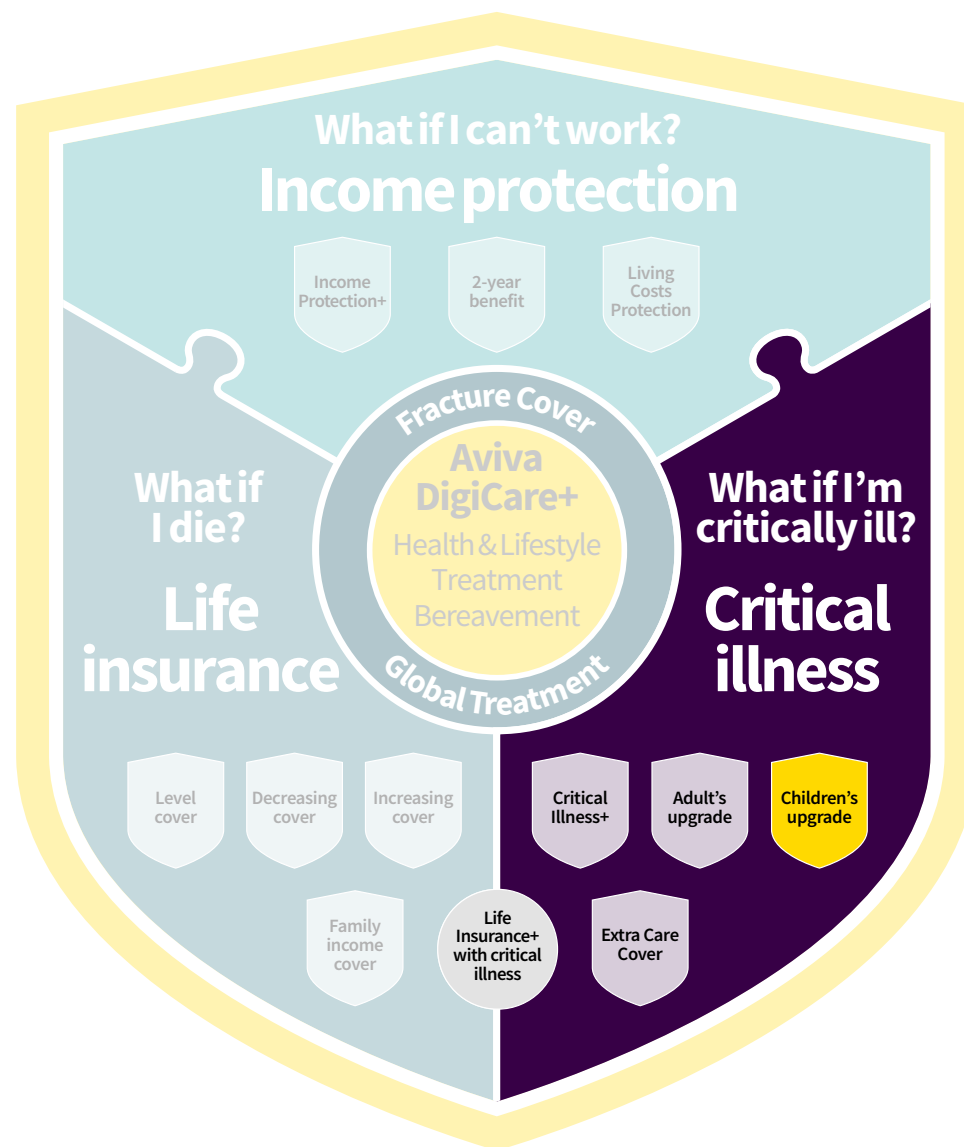 What if I can't work?
Income protection
Income
Protection+
2-year
benefit
Living
Costs
Protection
Fracture Cover
Aviva
DigiCare+
Health & Lifestyle
Treatment
Bereavement
Global Treatment
What if
I die?
Life
insurance
What if I'm
critically ill?
Critical
illness
Level
cover
Decreasing
cover
Increasing
cover
Critical
Illness+
Adult's
upgrade
Children's
upgrade
Family
income
cover
Life
Insurance+
with critical
illness
Extra Care
Cover